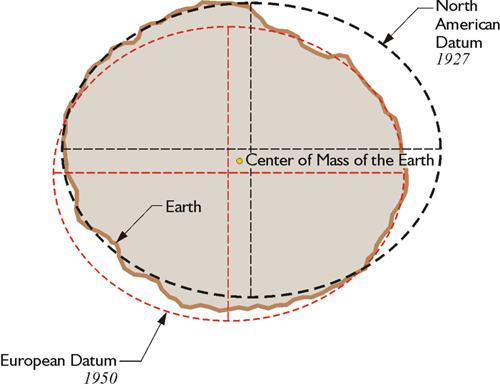 North
American
Datum
1927
Center of Mass of the Earth
Earth
European Datum
1950